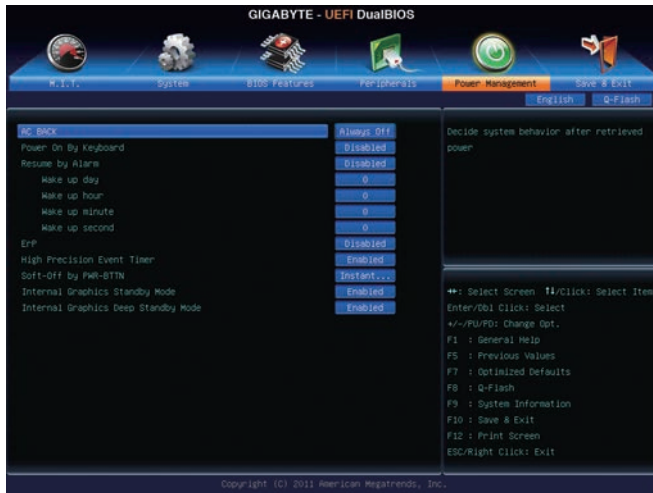 GIGABYTE - UEFI DualBIOS
M.I.T.
System
BIOS Features
Peripherals
Power Management
Save & Exit
English
Q-Flash
AC BACK Always Off
Power On By Keyboard Disabled
Resume by Alarm Disabled
Wake up day 0
Wake up hour 0
Wake up minute 0
Wake up second 0
ErP Disabled
High Precision Event Timer Enabled
Soft-Off by PWR-BTTN Instant...
Internal Graphics Standby Mode Enabled
Internal Graphics Deep Standby Mode Enabled
Decide system behavior after retrieved
power
↔: Select Screen ↑↓/Click: Select Item
Enter/Dbl Click: Select
+/-/PU/PD: Change Opt.
F1 : General Help
F5 : Previous Values
F7 : Optimized Defaults
F8 : Q-Flash
F9 : System Information
F10 : Save & Exit
F12 : Print Screen
ESC/Right Click: Exit
Copyright (C) 2011 American Megatrends, Inc.